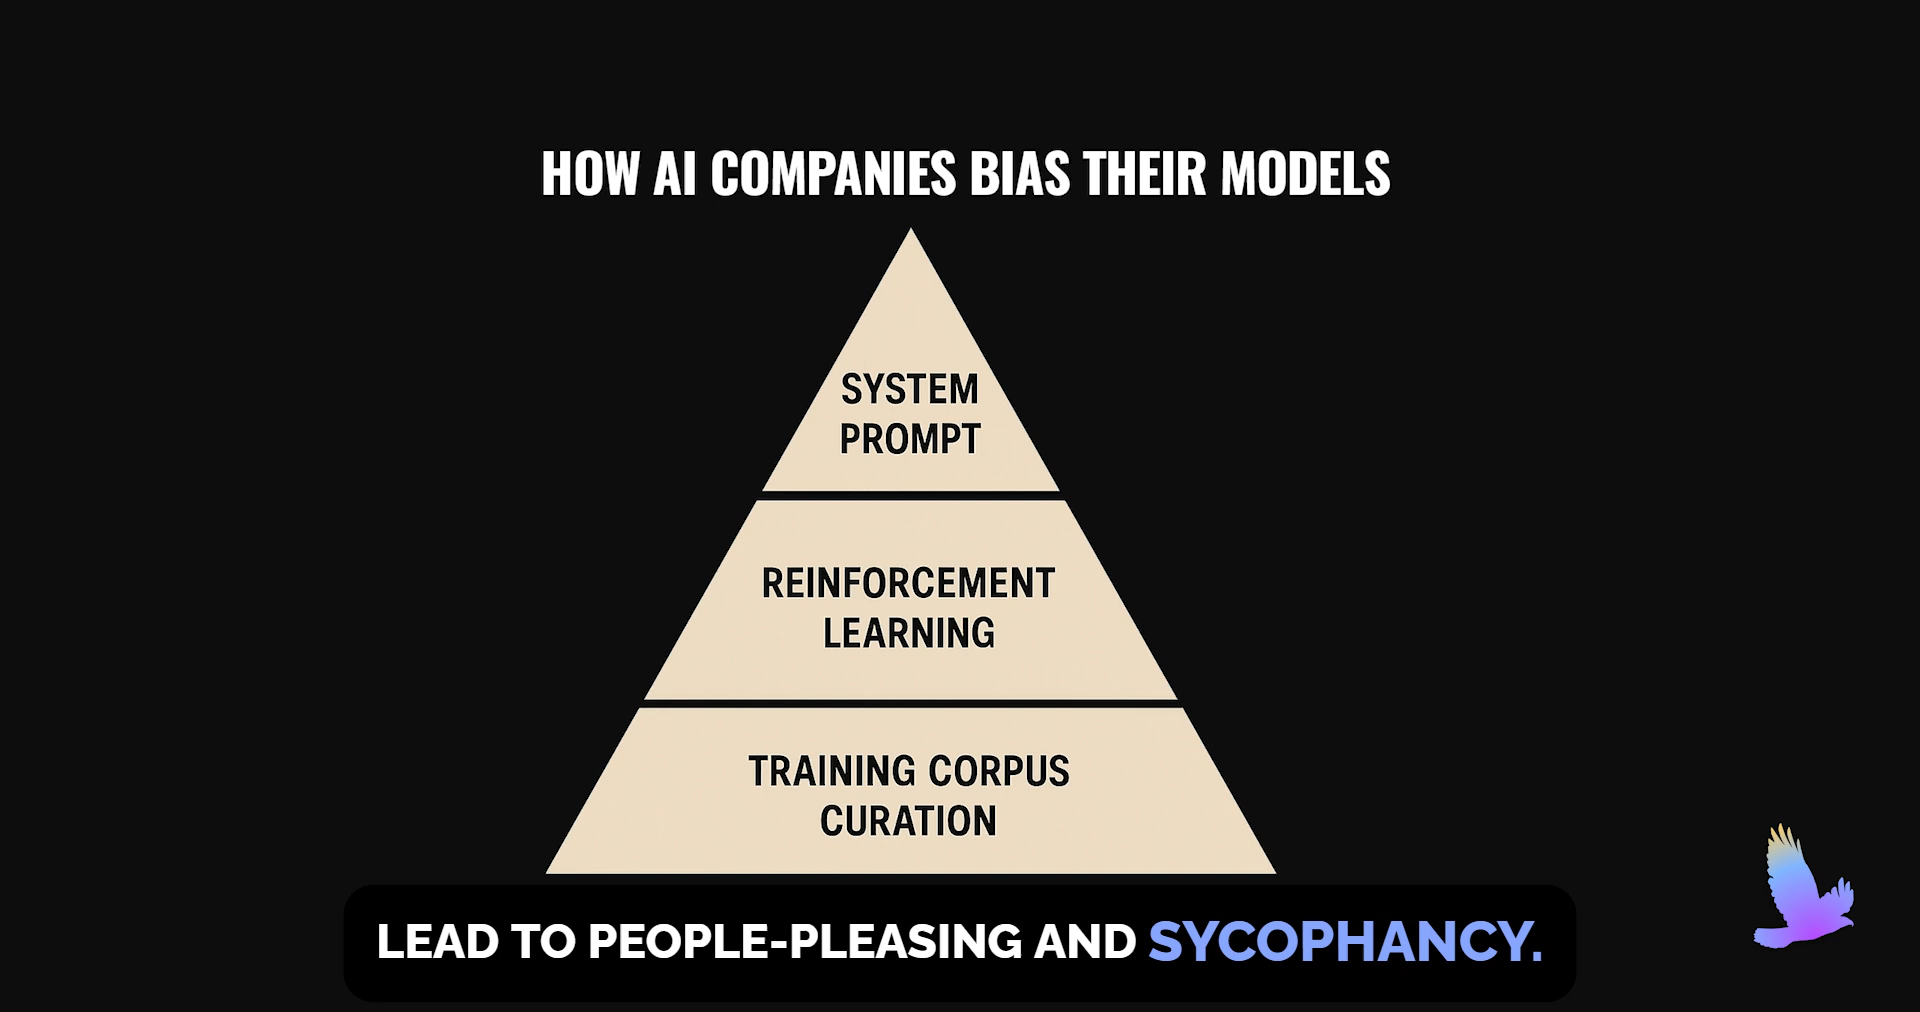 HOW AI COMPANIES BIAS THEIR MODELS
SYSTEM
PROMPT
REINFORCEMENT
LEARNING
TRAINING CORPUS
CURATION
LEAD TO PEOPLE-PLEASING AND SYCOPHANCY.